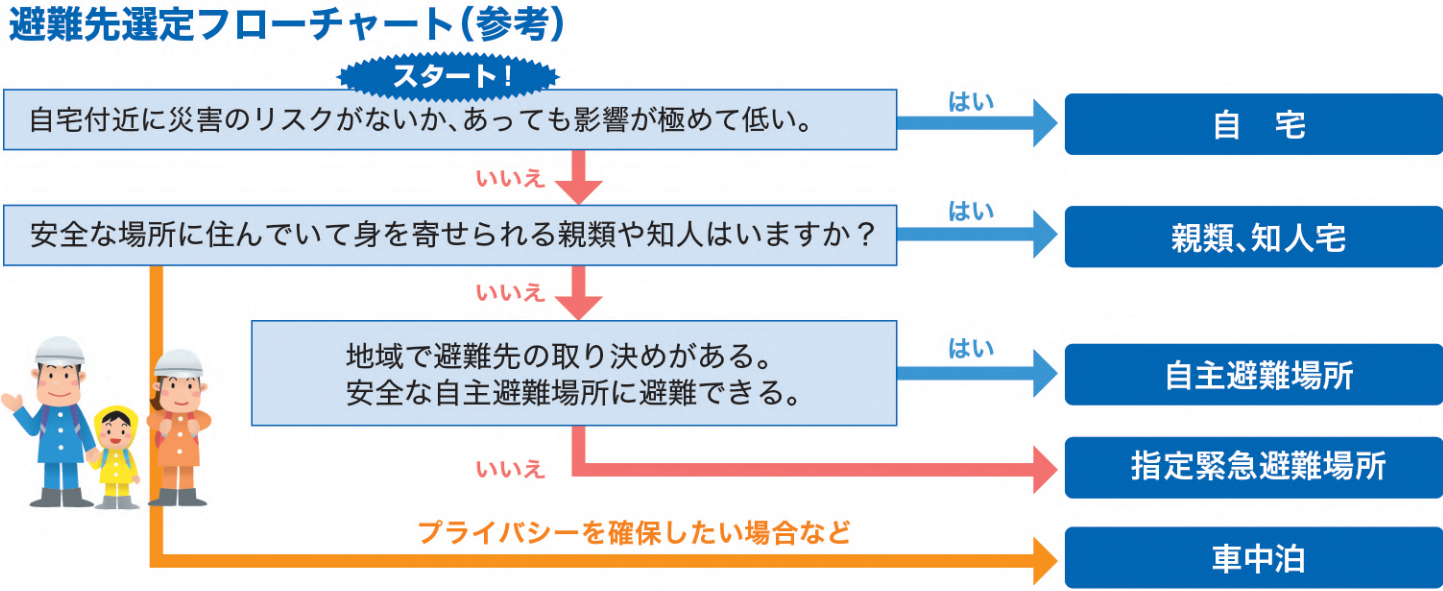 避難先選定フローチャート(参考)
スタート!
自宅付近に災害のリスクがないか、あっても影響が極めて低い。
はい
自 宅
いいえ
安全な場所に住んでいて身を寄せられる親類や知人はいますか?
はい
親類、知人宅
いいえ
地域で避難先の取り決めがある。
安全な自主避難場所に避難できる。
はい
自主避難場所
いいえ
指定緊急避難場所
プライバシーを確保したい場合など
車中泊